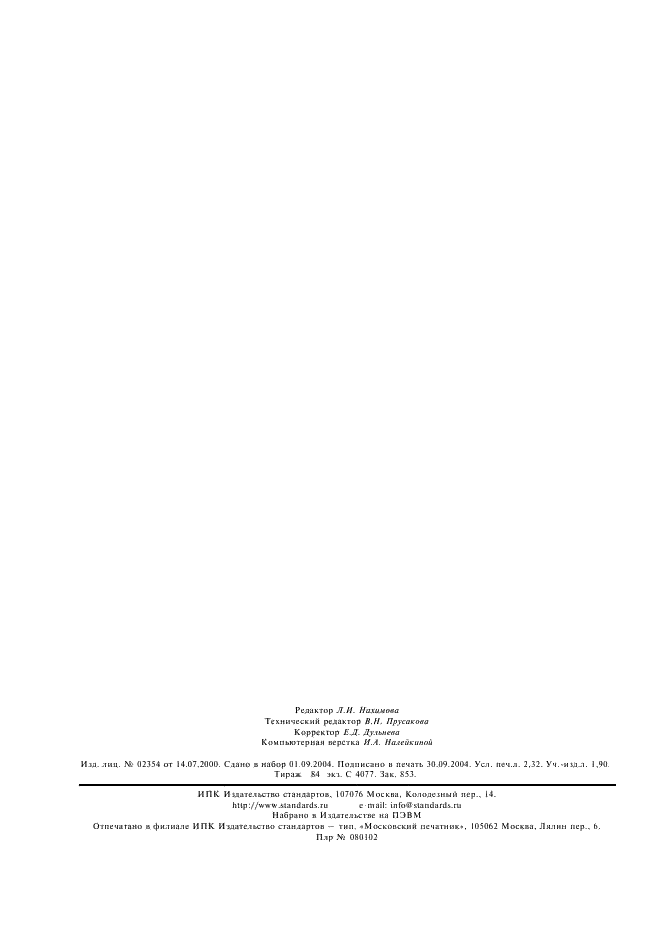 Редактор Л.И. Нахимова
Технический редактор В.Н. Прусакова
Корректор Е.Д. Дульнева
Компьютерная верстка И.А. Налейкиной
Изд. лиц. № 02354 от 14.07.2000. Сдано в набор 01.09.2004. Подписано в печать 30.09.2004. Усл. печ.л. 2,32. Уч.-изд.л. 1,90.
Тираж 84 экз. С 4077. Зак. 853.
ИПК Издательство стандартов, 107076 Москва, Колодезный пер., 14.
http://www.standards.ru e-mail: info@standards.ru
Набрано в Издательстве на ПЭВМ
Отпечатано в филиале ИПК Издательство стандартов — тип. «Московский печатник», 105062 Москва, Лялин пер., 6.
Плр № 080102